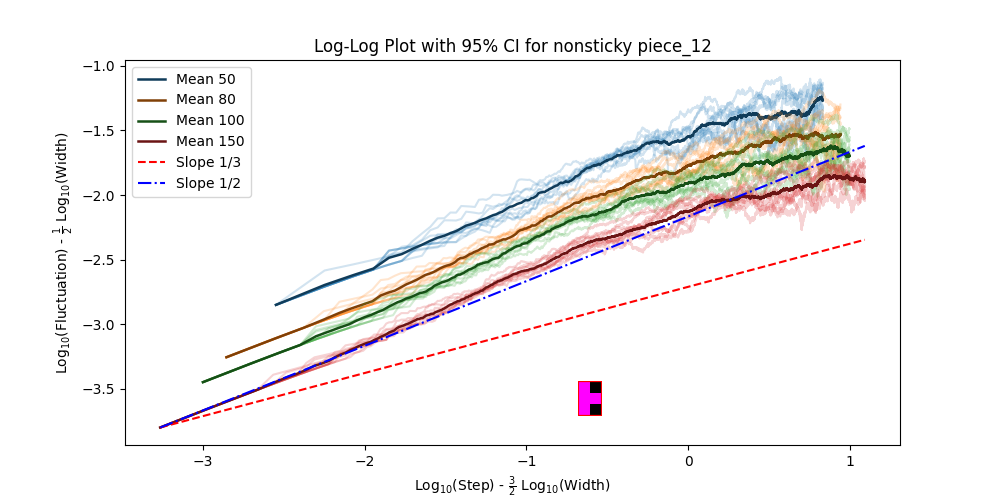 Log-Log Plot with 95% CI for nonsticky piece_12
Log₁₀(Fluctuation) - 1/2 Log₁₀(Width)
−1.0
−1.5
−2.0
−2.5
−3.0
−3.5
Mean 50
Mean 80
Mean 100
Mean 150
Slope 1/3
Slope 1/2
−3 −2 −1 0 1
Log₁₀(Step) - 3/2 Log₁₀(Width)